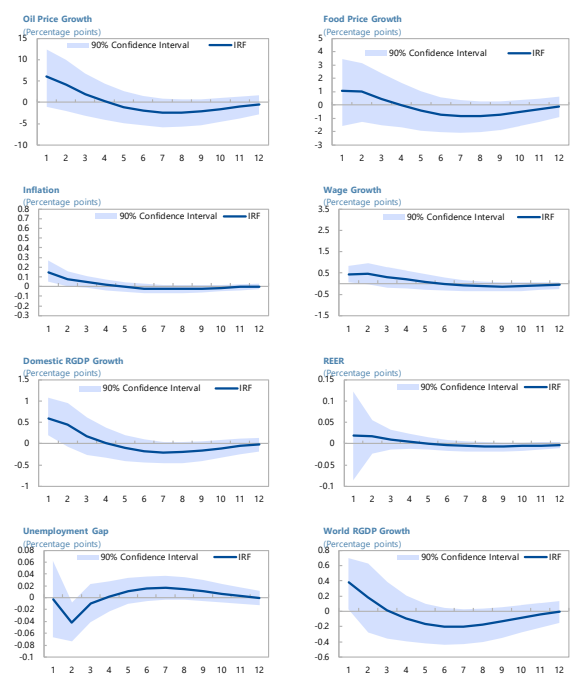 Oil Price Growth
(Percentage points)
90% Confidence Interval IRF
15
10
5
0
-5
-10
1 2 3 4 5 6 7 8 9 10 11 12
Food Price Growth
(Percentage points)
90% Confidence Interval IRF
5
4
3
2
1
0
-1
-2
-3
1 2 3 4 5 6 7 8 9 10 11 12
Inflation
(Percentage points)
90% Confidence Interval IRF
0.8
0.7
0.6
0.5
0.4
0.3
0.2
0.1
0
-0.1
-0.2
-0.3
1 2 3 4 5 6 7 8 9 10 11 12
Wage Growth
(Percentage points)
90% Confidence Interval IRF
3.5
2.5
1.5
0.5
-0.5
-1.5
1 2 3 4 5 6 7 8 9 10 11 12
Domestic RGDP Growth
(Percentage points)
90% Confidence Interval IRF
1.5
1
0.5
0
-0.5
-1
1 2 3 4 5 6 7 8 9 10 11 12
REER
(Percentage points)
90% Confidence Interval IRF
0.15
0.1
0.05
0
-0.05
-0.1
1 2 3 4 5 6 7 8 9 10 11 12
Unemployment Gap
(Percentage points)
90% Confidence Interval IRF
0.08
0.06
0.04
0.02
0
-0.02
-0.04
-0.06
-0.08
-0.1
1 2 3 4 5 6 7 8 9 10 11 12
World RGDP Growth
(Percentage points)
90% Confidence Interval IRF
0.8
0.6
0.4
0.2
0
-0.2
-0.4
-0.6
1 2 3 4 5 6 7 8 9 10 11 12